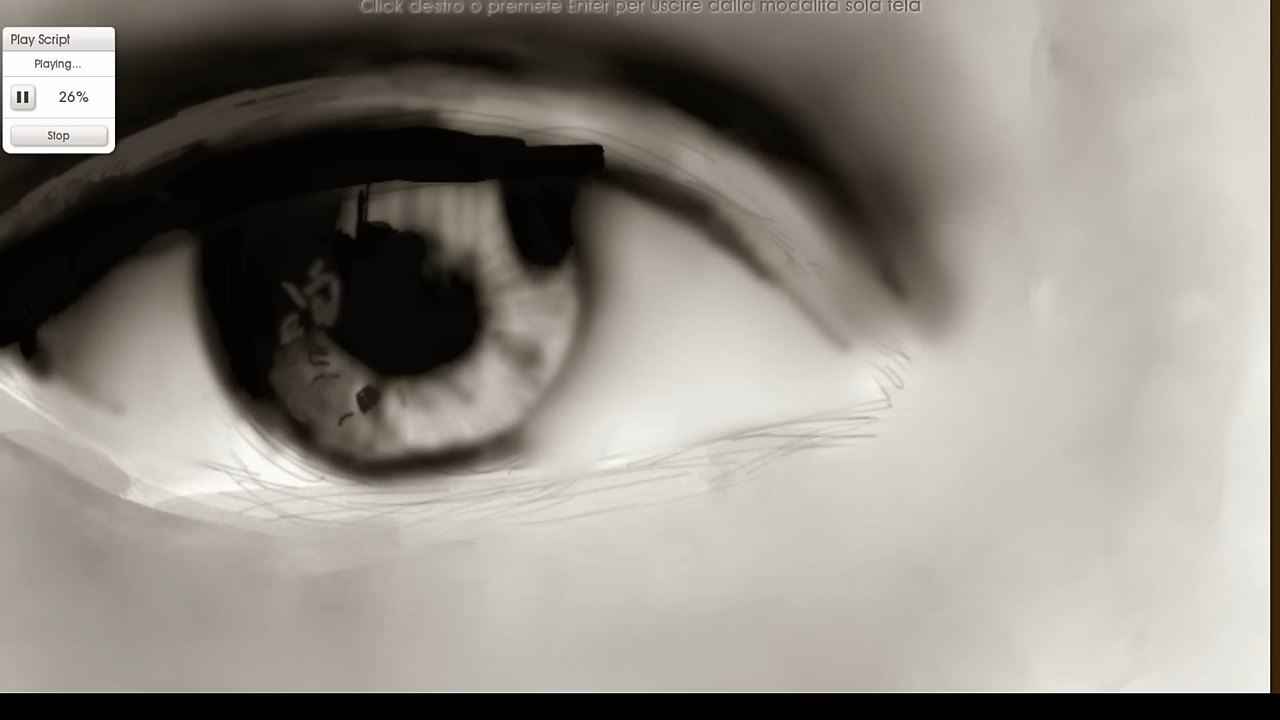 Click destro o premete Enter per uscire dalla modalità sola tela
Play Script
Playing...
26%
Stop